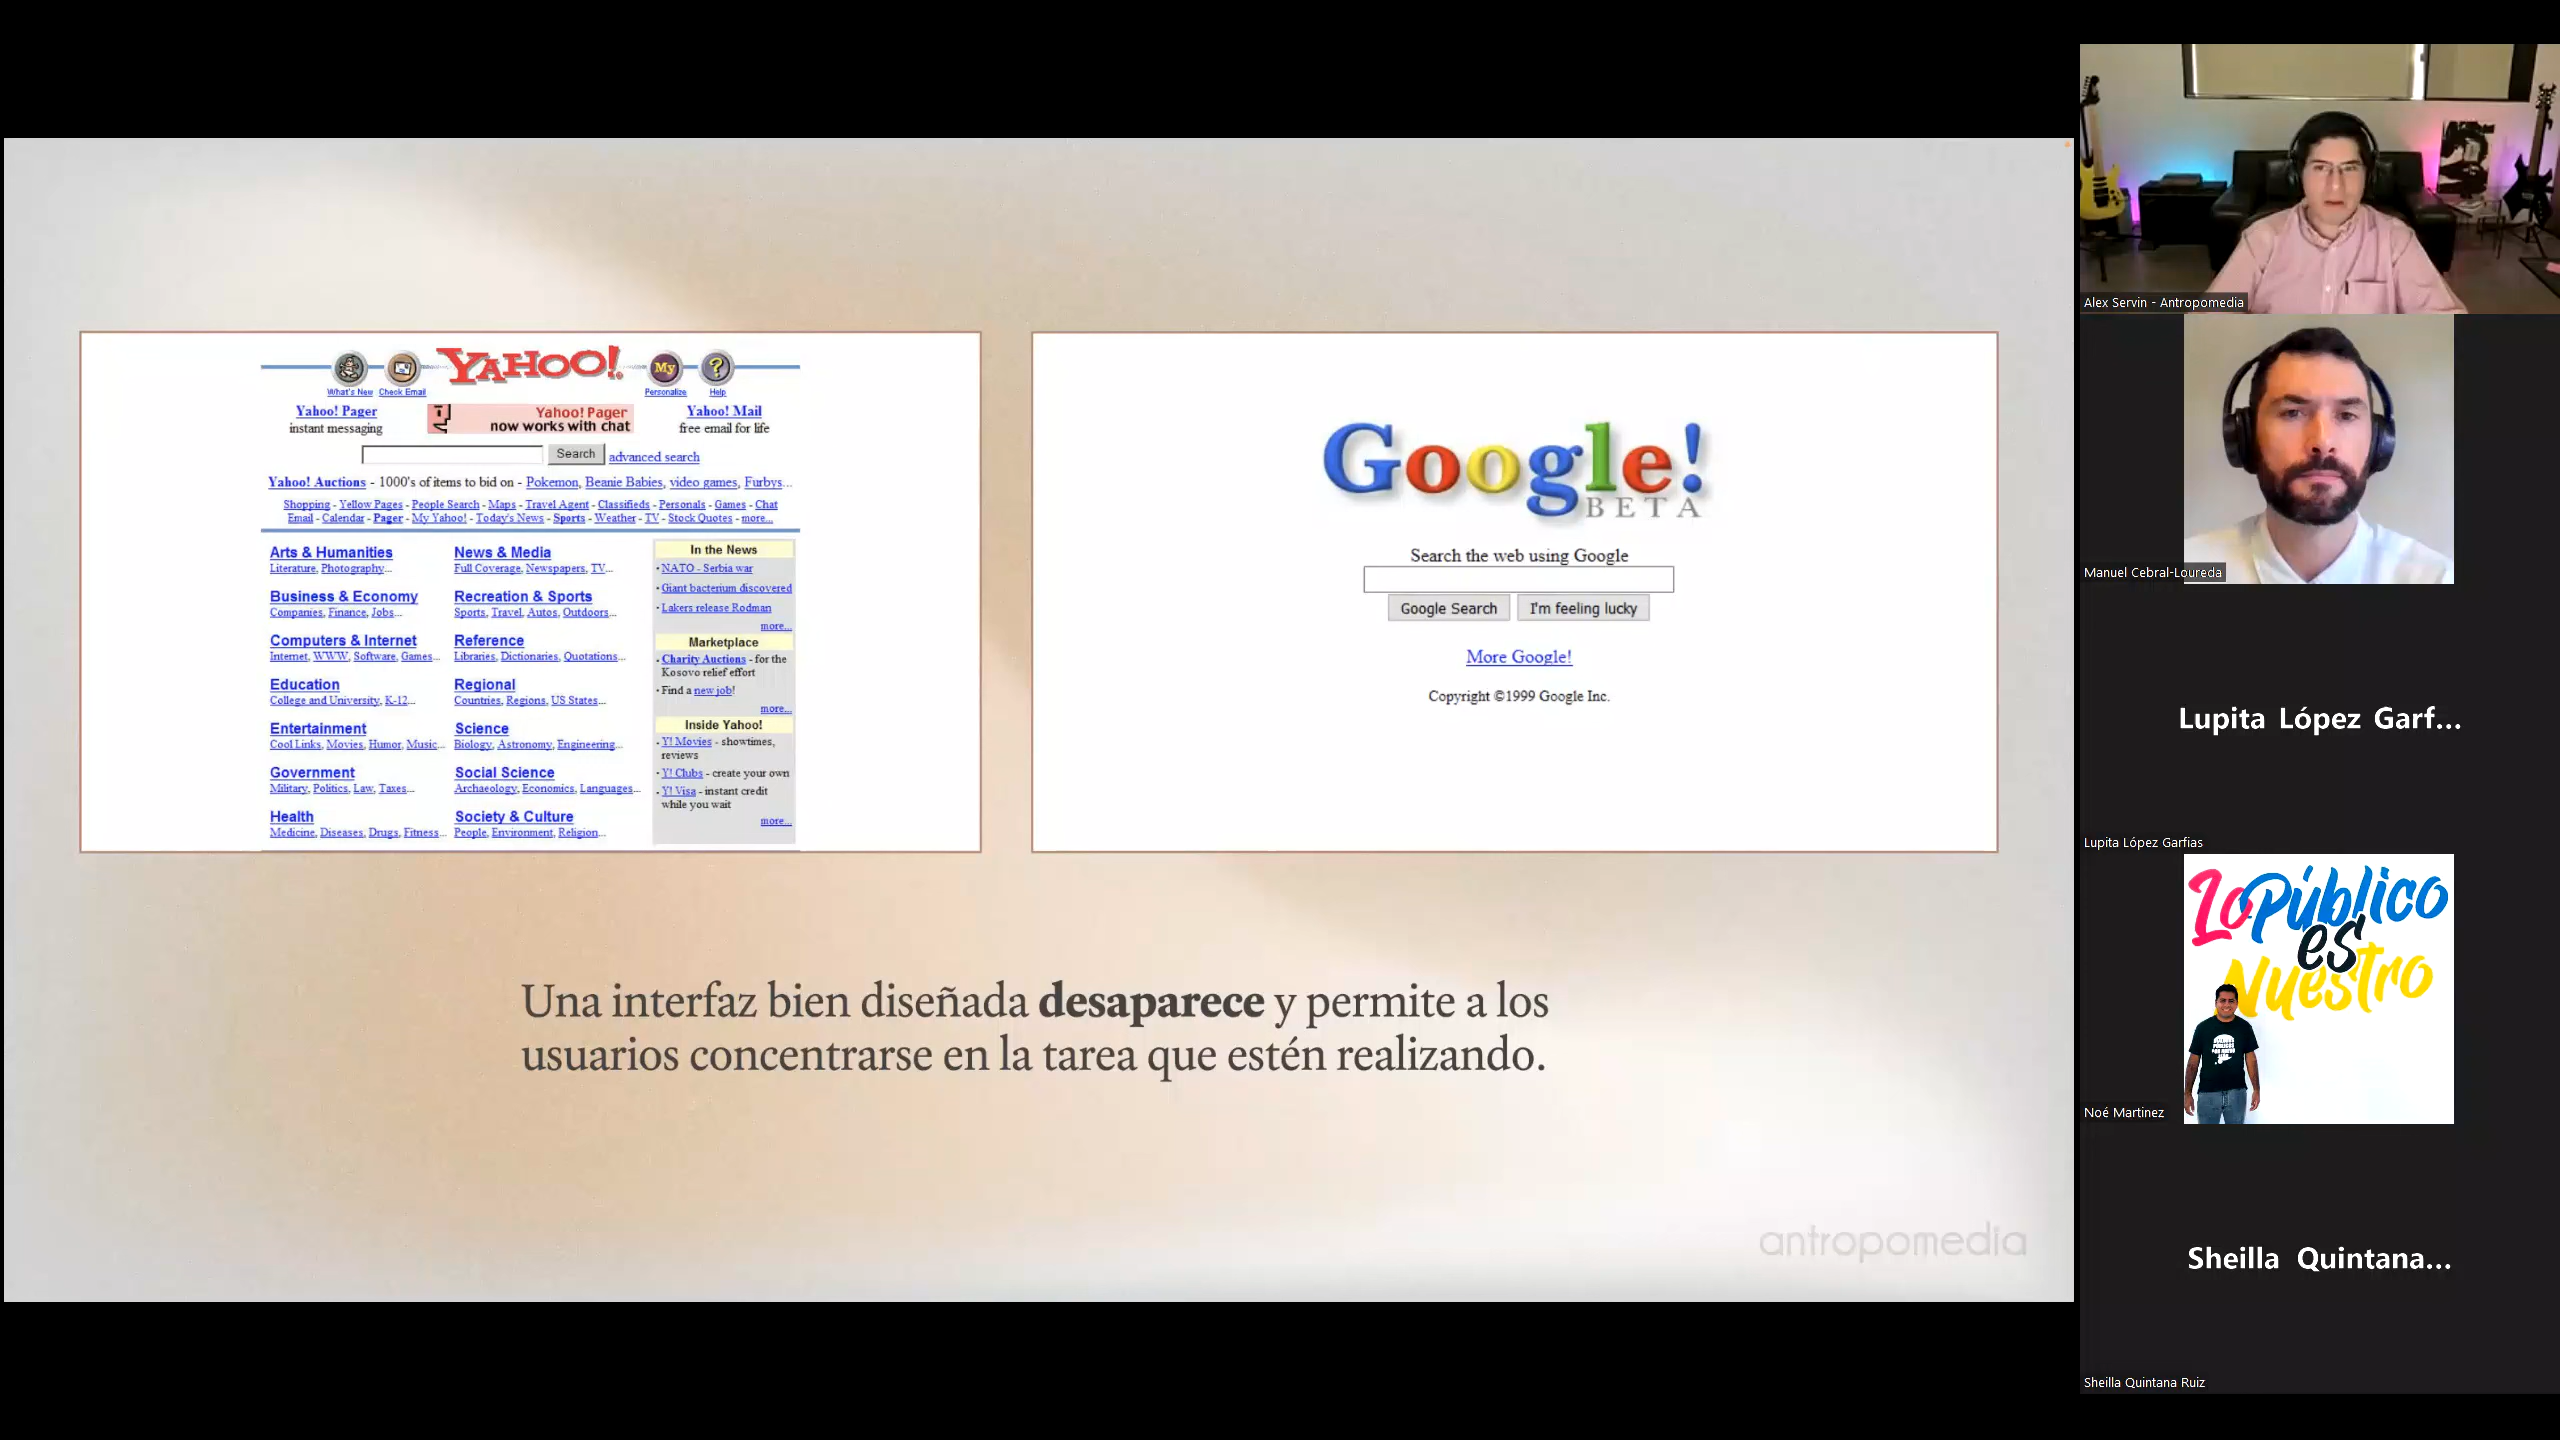 YAHOO!
What's New
Check Email
My
Personalize
?
Help
Yahoo! Pager
instant messaging
Yahoo! Pager
now works with chat
Yahoo! Mail
free email for life
Search
advanced search
Yahoo! Auctions - 1000's of items to bid on - Pokemon, Beanie Babies, video games, Furbys...
Shopping - Yellow Pages - People Search - Maps - Travel Agent - Classifieds - Personals - Games - Chat
Email - Calendar - Pager - My Yahoo! - Today's News - Sports - Weather - TV - Stock Quotes - more...
Arts & Humanities
Literature, Photography...
Business & Economy
Companies, Finance, Jobs...
Computers & Internet
Internet, WWW, Software, Games...
Education
College and University, K-12...
Entertainment
Cool Links, Movies, Humor, Music...
Government
Military, Politics, Law, Taxes...
Health
Medicine, Diseases, Drugs, Fitness...
News & Media
Full Coverage, Newspapers, TV...
Recreation & Sports
Sports, Travel, Autos, Outdoors...
Reference
Libraries, Dictionaries, Quotations...
Regional
Countries, Regions, US States...
Science
Biology, Astronomy, Engineering...
Social Science
Archaeology, Economics, Languages...
Society & Culture
People, Environment, Religion...
In the News
· NATO - Serbia war
· Giant bacterium discovered
· Lakers release Rodman
more...
Marketplace
· Charity Auctions - for the
Kosovo relief effort
· Find a new job!
more...
Inside Yahoo!
· Y! Movies - showtimes,
reviews
· Y! Clubs - create your own
· Y! Visa - instant credit
while you wait
more...
Google!
BETA
Search the web using Google
Google Search
I'm feeling lucky
More Google!
Copyright ©1999 Google Inc.
Una interfaz bien diseñada desaparece y permite a los
usuarios concentrarse en la tarea que estén realizando.
antropomedia
Alex Servin - Antropomedia
Manuel Cebral-Loureda
Lupita López Garf...
Lupita López Garfias
Lo Público
es
Nuestro
Noé Martinez
Sheilla Quintana...
Sheilla Quintana Ruiz